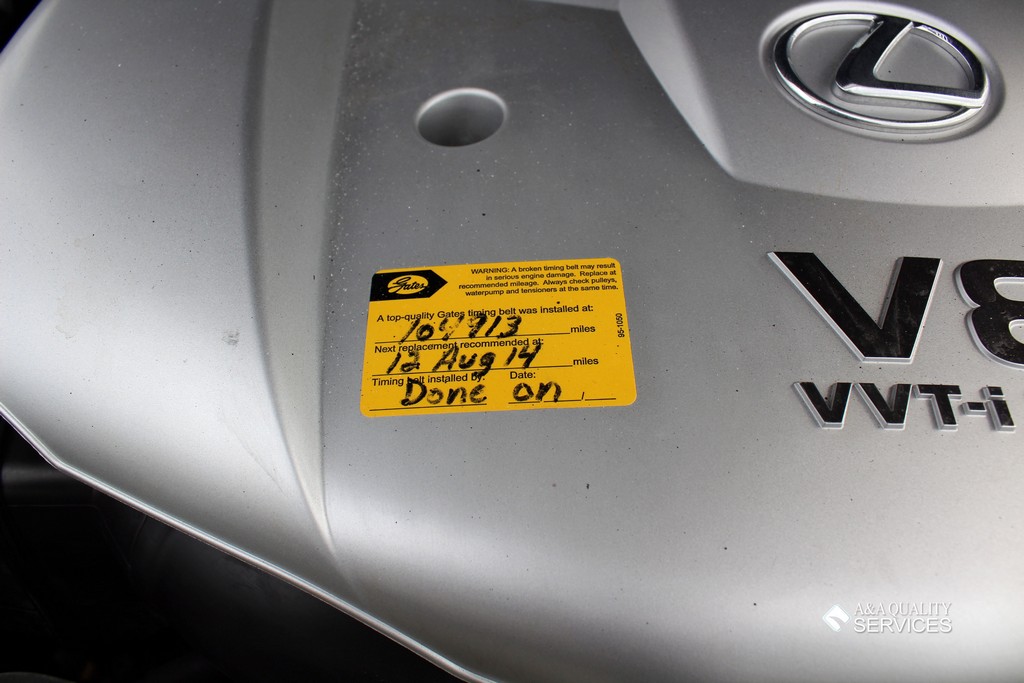 WARNING: A broken timing belt may result
in serious engine damage. Replace at
recommended mileage. Always check pulleys,
waterpump and tensioners at the same time.
Gates
A top-quality Gates timing belt was installed at:
104913 miles
Next replacement recommended at:
12 Aug 14 miles
Timing belt installed by: Date:
Done on
95-1050
V8
VVT-i
A&A QUALITY
SERVICES